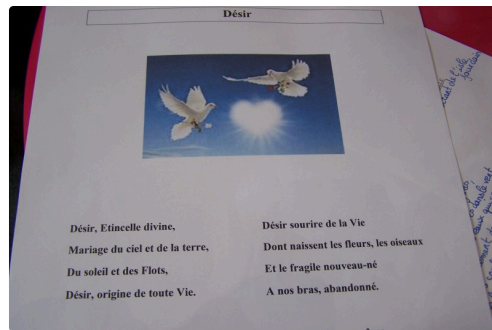 Désir
Désir, Etincelle divine,
Mariage du ciel et de la terre,
Du soleil et des Flots,
Désir, origine de toute Vie.
Désir sourire de la Vie
Dont naissent les fleurs, les oiseaux
Et le fragile nouveau-né
A nos bras, abandonné.